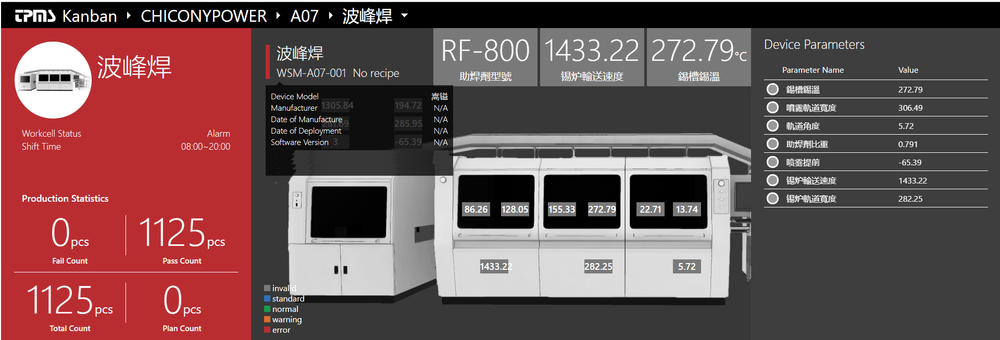 TPMS Kanban CHICONYPOWER A07 波峰焊
波峰焊
Workcell Status Alarm
Shift Time 08:00~20:00
Production Statistics
0pcs 1125pcs
Fail Count Pass Count
1125pcs 0pcs
Total Count Plan Count
波峰焊
WSM-A07-001 No recipe
RF-800 1433.22 272.79°C
助焊劑型號 锡炉輸送速度 錫槽錫溫
Device Model 嵩镒
Manufacturer N/A
Date of Manufacture N/A
Date of Deployment N/A
Software Version N/A
1305.84 194.72
281.69 285.95
3 -65.39
86.26 128.05 155.33 272.79 22.71 13.74
1433.22 282.25 5.72
invalid
standard
normal
warning
error
Device Parameters
Parameter Name Value
錫槽錫溫 272.79
噴霧軌道寬度 306.49
軌道角度 5.72
助焊劑比重 0.791
喷雾提前 -65.39
锡炉輸送速度 1433.22
锡炉軌道寬度 282.25